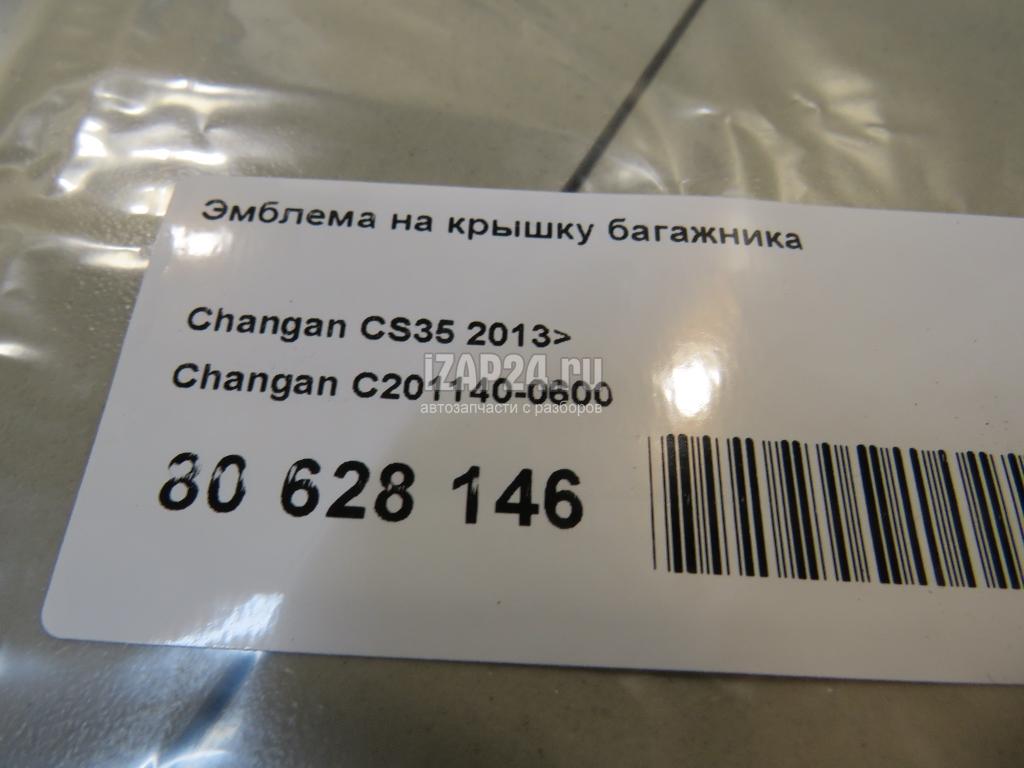 Эмблема на крышку багажника
Changan CS35 2013>
iZAP24.ru
Changan C201140-0600
автозапчасти с разборов
80 628 146